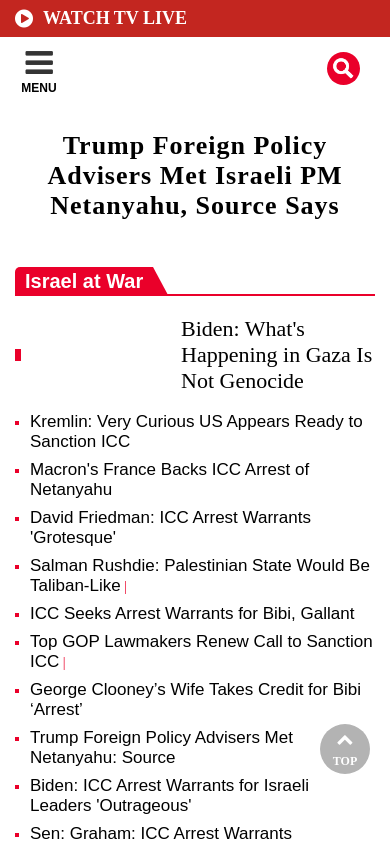 WATCH TV LIVE
MENU
Trump Foreign Policy
Advisers Met Israeli PM
Netanyahu, Source Says
Israel at War
Biden: What's
Happening in Gaza Is
Not Genocide
Kremlin: Very Curious US Appears Ready to
Sanction ICC
Macron's France Backs ICC Arrest of
Netanyahu
David Friedman: ICC Arrest Warrants
'Grotesque'
Salman Rushdie: Palestinian State Would Be
Taliban-Like |
ICC Seeks Arrest Warrants for Bibi, Gallant
Top GOP Lawmakers Renew Call to Sanction
ICC |
George Clooney’s Wife Takes Credit for Bibi
‘Arrest’
Trump Foreign Policy Advisers Met
Netanyahu: Source
TOP
Biden: ICC Arrest Warrants for Israeli
Leaders 'Outrageous'
Sen: Graham: ICC Arrest Warrants